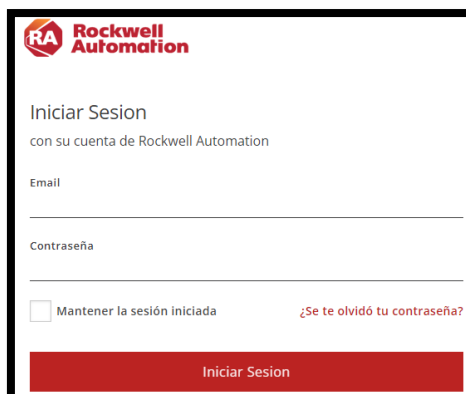 RA Rockwell
Automation
Iniciar Sesion
con su cuenta de Rockwell Automation
Email
Contraseña
Mantener la sesión iniciada ¿Se te olvidó tu contraseña?
Iniciar Sesion